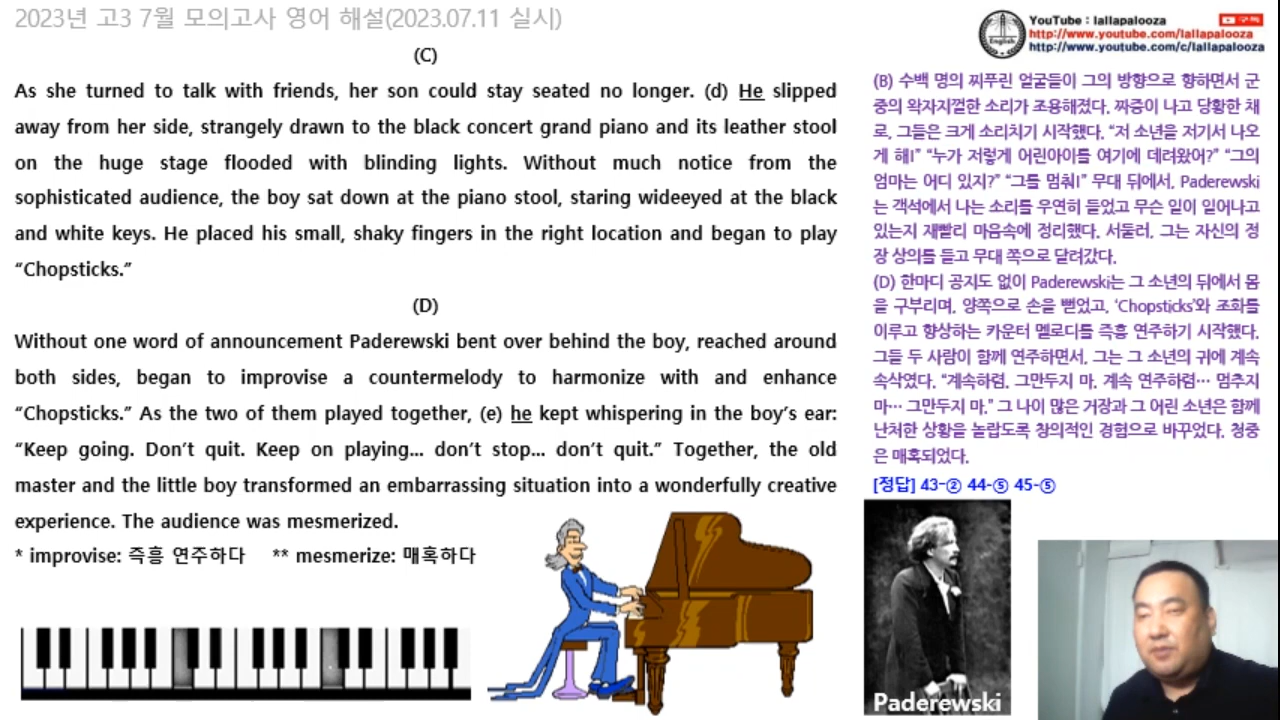 2023년 고3 7월 모의고사 영어 해설(2023.07.11 실시)
YouTube : lallapalooza
구독
http://www.youtube.com/lallapalooza
http://www.youtube.com/c/lallapalooza
English
(C)
As she turned to talk with friends, her son could stay seated no longer. (d) He slipped
away from her side, strangely drawn to the black concert grand piano and its leather stool
on the huge stage flooded with blinding lights. Without much notice from the
sophisticated audience, the boy sat down at the piano stool, staring wideeyed at the black
and white keys. He placed his small, shaky fingers in the right location and began to play
“Chopsticks.”
(D)
Without one word of announcement Paderewski bent over behind the boy, reached around
both sides, began to improvise a countermelody to harmonize with and enhance
“Chopsticks.” As the two of them played together, (e) he kept whispering in the boy’s ear:
“Keep going. Don’t quit. Keep on playing... don’t stop... don’t quit.” Together, the old
master and the little boy transformed an embarrassing situation into a wonderfully creative
experience. The audience was mesmerized.
* improvise: 즉흥 연주하다 ** mesmerize: 매혹하다
(B) 수백 명의 찌푸린 얼굴들이 그의 방향으로 향하면서 군
중의 왁자지껄한 소리가 조용해졌다. 짜증이 나고 당황한 채
로, 그들은 크게 소리치기 시작했다. “저 소년을 저기서 나오
게 해!” “누가 저렇게 어린아이를 여기에 데려왔어?” “그의
엄마는 어디 있지?” “그를 멈춰!” 무대 뒤에서, Paderewski
는 객석에서 나는 소리를 우연히 들었고 무슨 일이 일어나고
있는지 재빨리 마음속에 정리했다. 서둘러, 그는 자신의 정
장 상의를 들고 무대 쪽으로 달려갔다.
(D) 한마디 공지도 없이 Paderewski는 그 소년의 뒤에서 몸
을 구부리며, 양쪽으로 손을 뻗었고, ‘Chopsticks’와 조화를
이루고 향상하는 카운터 멜로디를 즉흥 연주하기 시작했다.
그들 두 사람이 함께 연주하면서, 그는 그 소년의 귀에 계속
속삭였다. “계속하렴. 그만두지 마. 계속 연주하렴… 멈추지
마… 그만두지 마.” 그 나이 많은 거장과 그 어린 소년은 함께
난처한 상황을 놀랍도록 창의적인 경험으로 바꾸었다. 청중
은 매혹되었다.
[정답] 43-② 44-⑤ 45-⑤
Paderewski